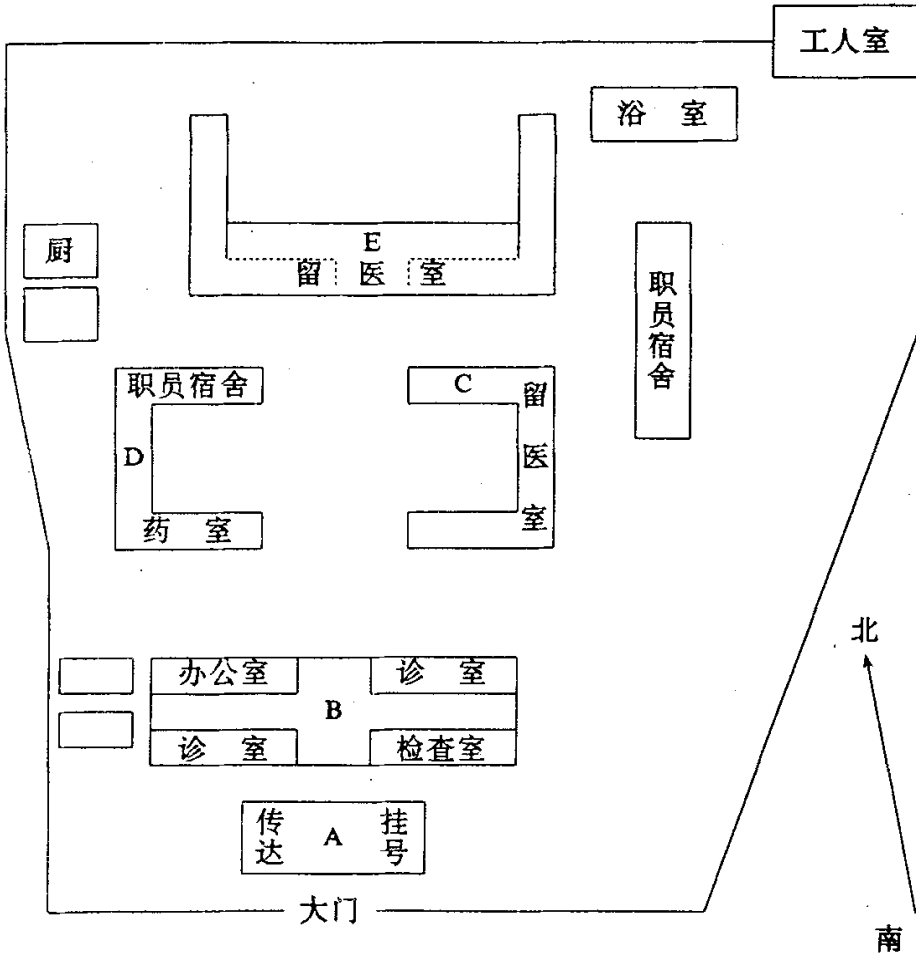 工人室
浴 室
厨
E
留 医 室
职员宿舍
职员宿舍
C
留医室
D
药 室
北
办公室
诊 室
B
诊 室
检查室
传达
A
挂号
大门
南